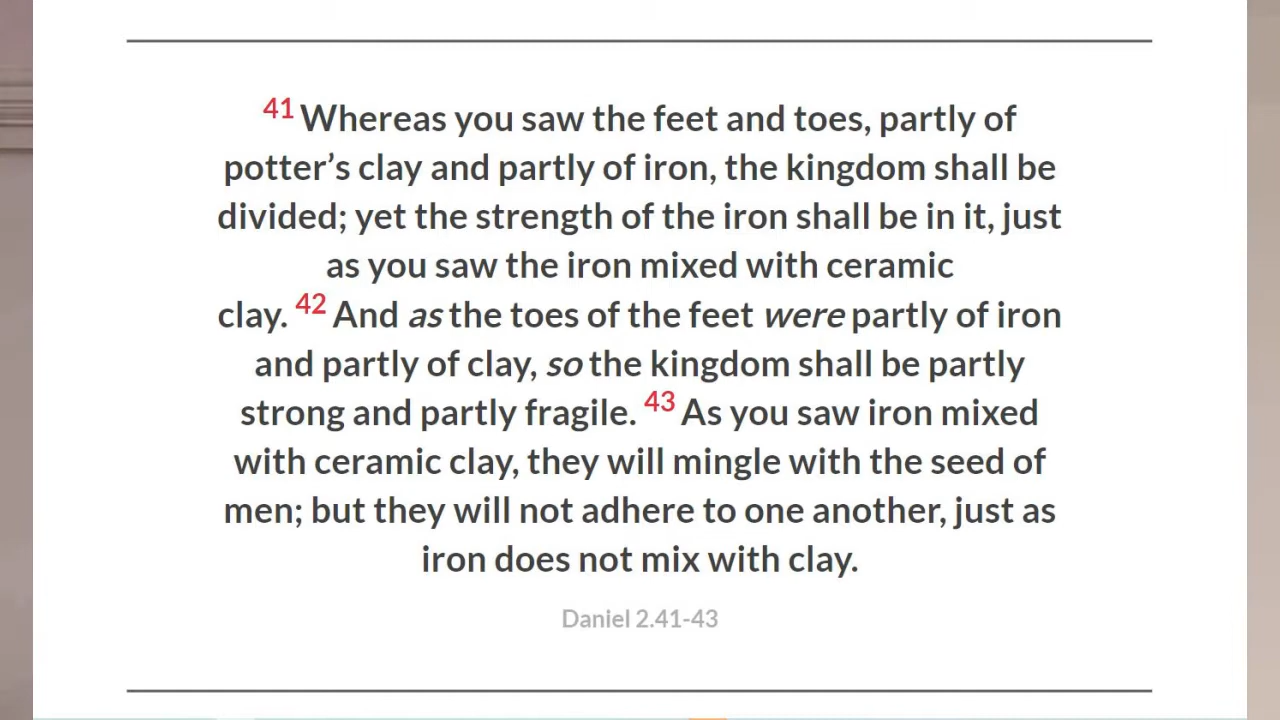 41 Whereas you saw the feet and toes, partly of
potter’s clay and partly of iron, the kingdom shall be
divided; yet the strength of the iron shall be in it, just
as you saw the iron mixed with ceramic
clay. 42 And as the toes of the feet were partly of iron
and partly of clay, so the kingdom shall be partly
strong and partly fragile. 43 As you saw iron mixed
with ceramic clay, they will mingle with the seed of
men; but they will not adhere to one another, just as
iron does not mix with clay.
Daniel 2.41-43